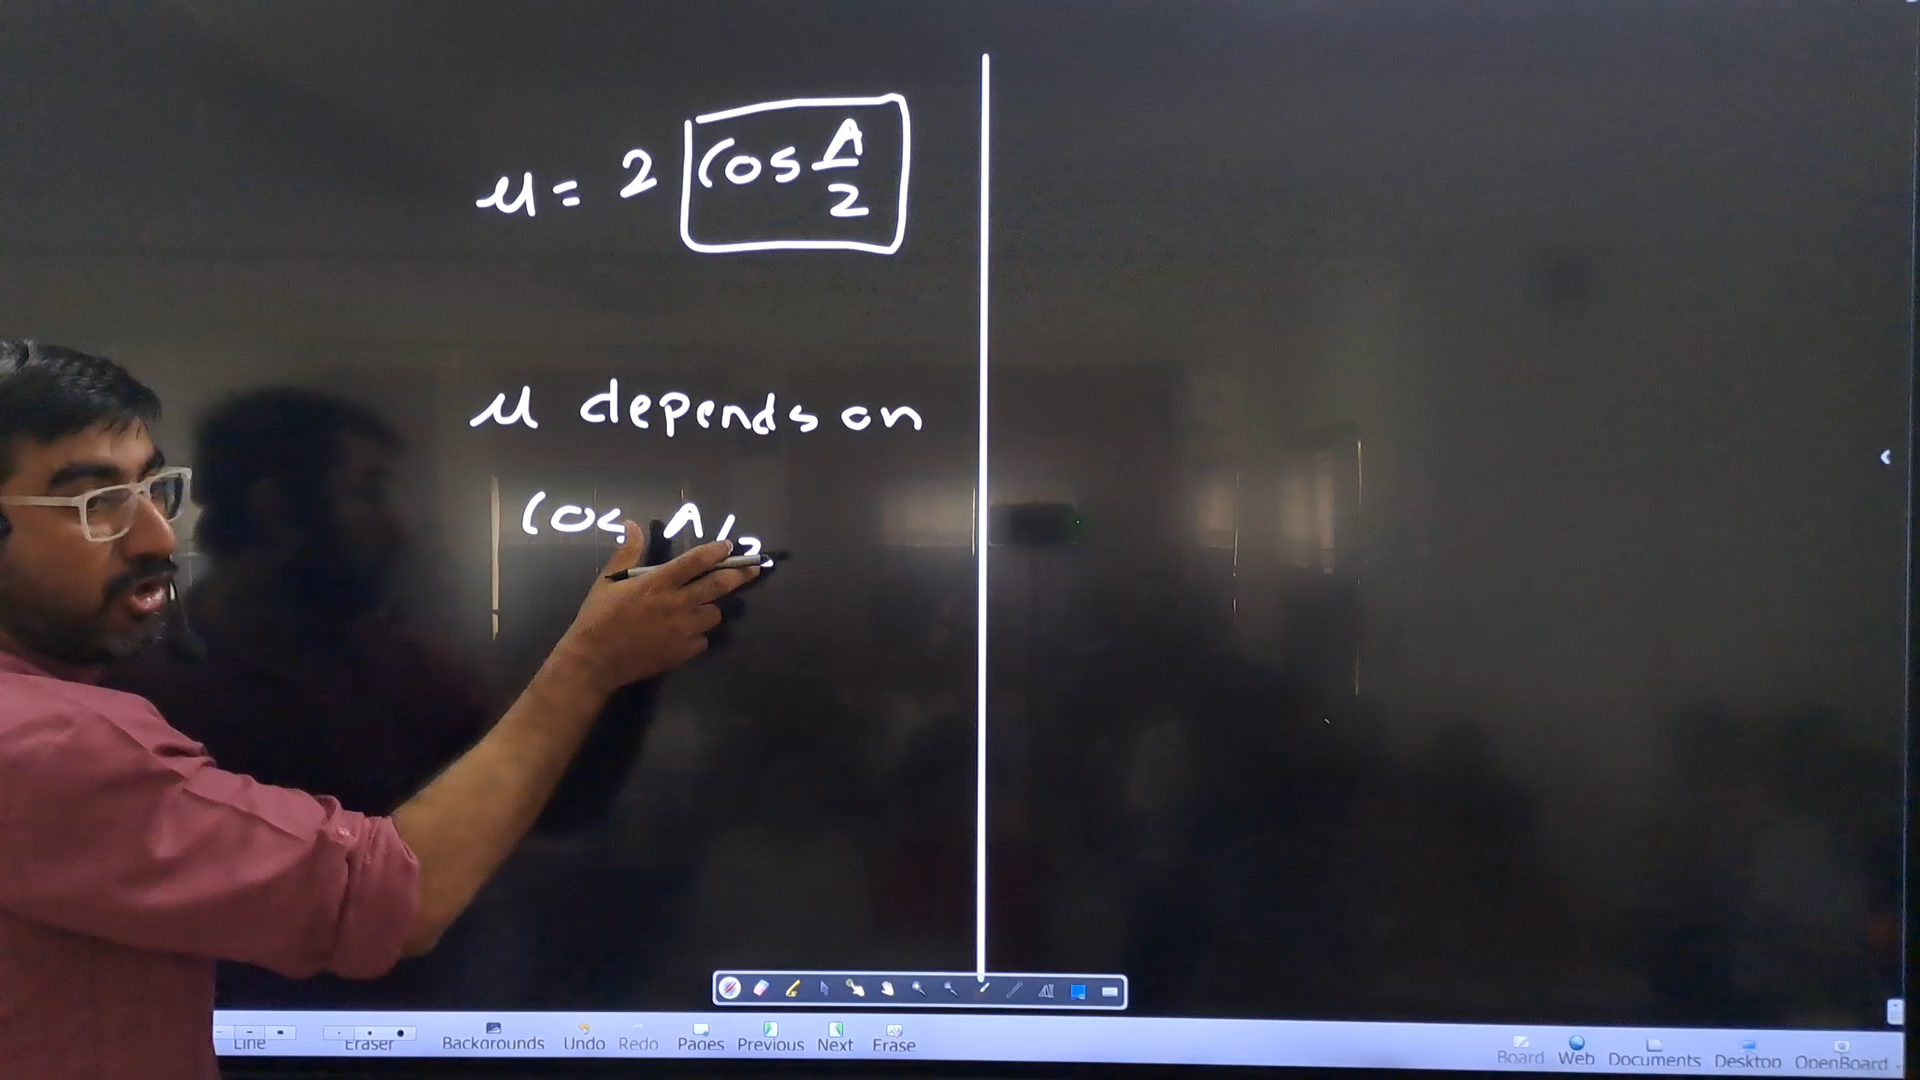 μ = 2 cos A/2
μ depends on
cos A/2
Line Eraser Backgrounds Undo Redo Pages Previous Next Erase Board Web Documents Desktop OpenBoard